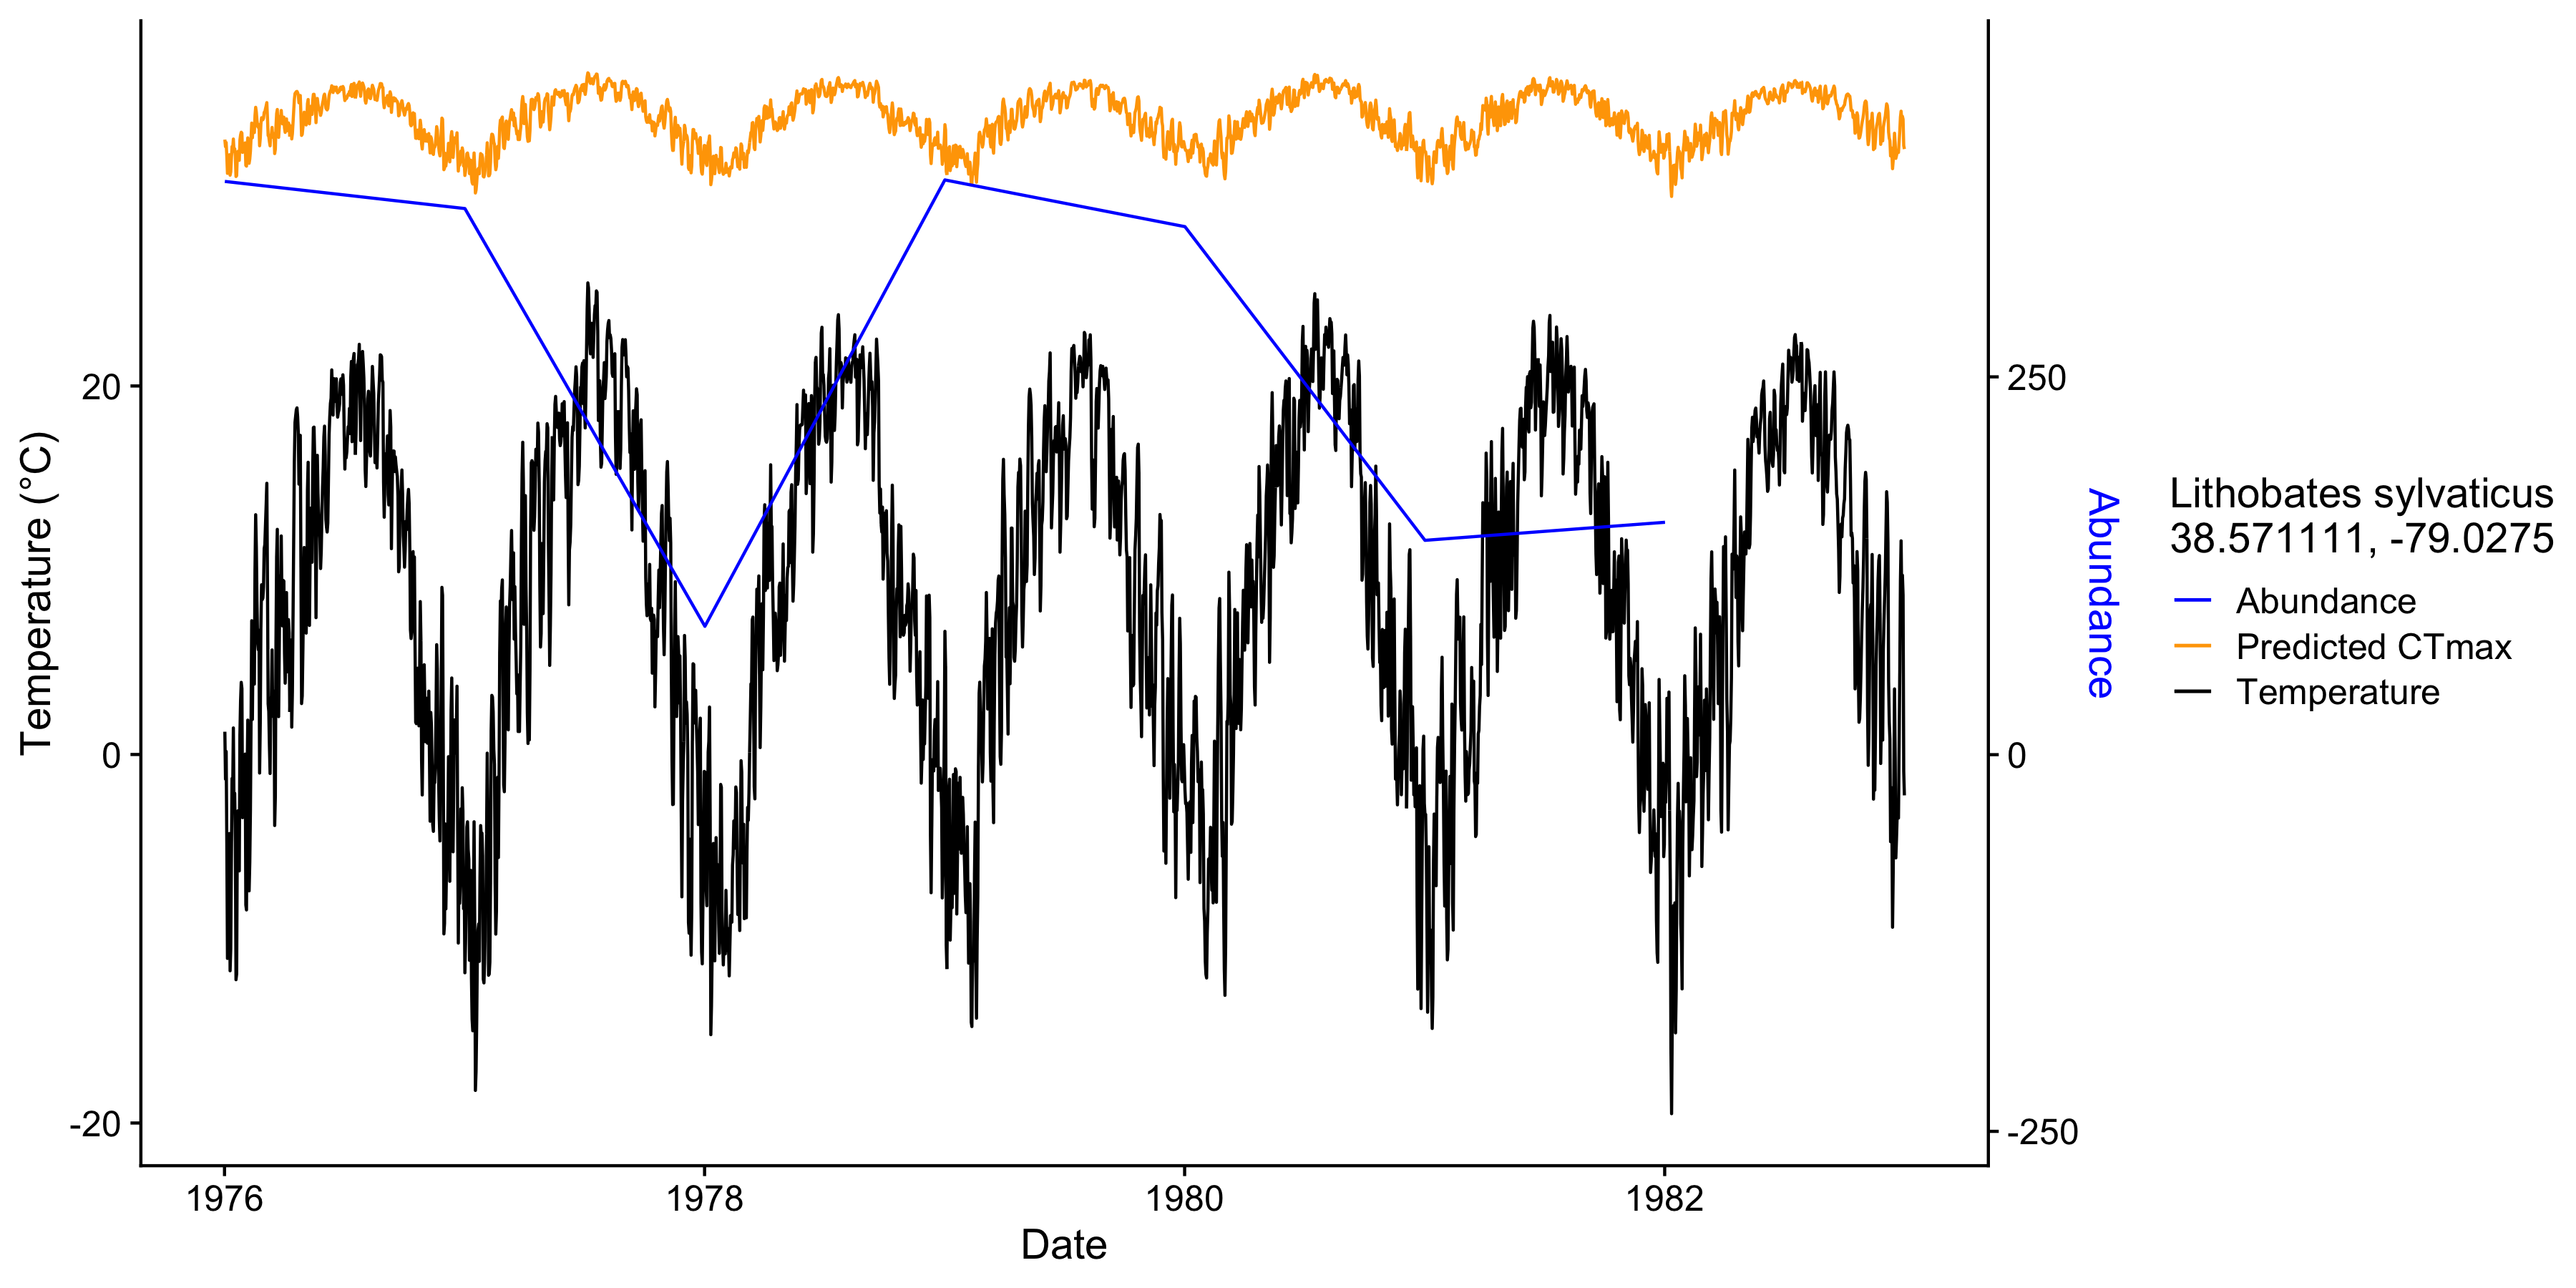 Temperature (°C)
20
0
-20
1976
1978
1980
1982
Date
250
0
-250
Abundance
Lithobates sylvaticus
38.571111, -79.0275
Abundance
Predicted CTmax
Temperature